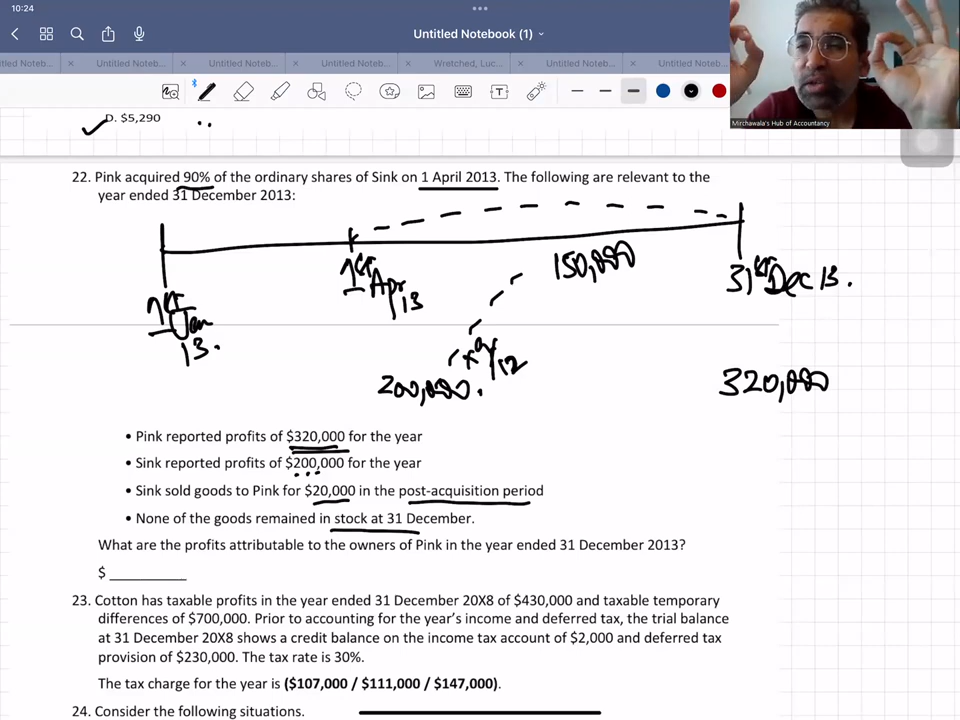 10:24
Untitled Notebook (1)
Untitled Noteb...
Untitled Noteb...
Untitled Noteb...
Wretched, Luc...
Untitled Noteb...
Untitled Noteb...
Mirchawala's Hub of Accountancy
D. $5,290
22. Pink acquired 90% of the ordinary shares of Sink on 1 April 2013. The following are relevant to the
year ended 31 December 2013:
150,000
1st Apr 13
31st Dec 13.
1st Jan 13.
x 9/12
200,000.
320,000
• Pink reported profits of $320,000 for the year
• Sink reported profits of $200,000 for the year
• Sink sold goods to Pink for $20,000 in the post-acquisition period
• None of the goods remained in stock at 31 December.
What are the profits attributable to the owners of Pink in the year ended 31 December 2013?
$ __________
23. Cotton has taxable profits in the year ended 31 December 20X8 of $430,000 and taxable temporary
differences of $700,000. Prior to accounting for the year's income and deferred tax, the trial balance
at 31 December 20X8 shows a credit balance on the income tax account of $2,000 and deferred tax
provision of $230,000. The tax rate is 30%.
The tax charge for the year is ($107,000 / $111,000 / $147,000).
24. Consider the following situations.